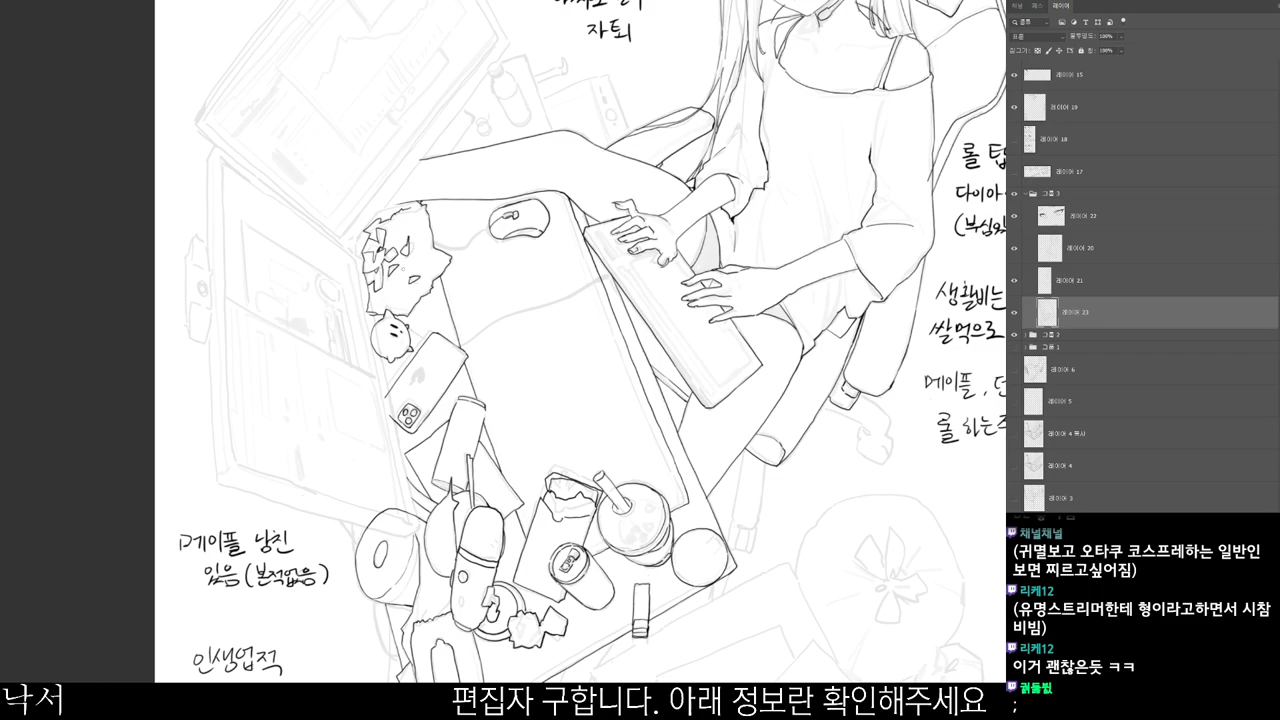 자퇴
롤 탑
다이아
생활비는
쌀먹으로
메이플, 던
롤 하는
메이플 남친
있음 (본적없음)
인생업적
레이어
100%
100%
레이어 15
레이어 19
레이어 18
레이어 17
그룹 3
레이어 22
레이어 20
레이어 21
레이어 23
그룹 2
그룹 1
레이어 6
레이어 5
레이어 4 복사
레이어 4
레이어 3
채널채널
(귀멸보고 오타쿠 코스프레하는 일반인
보면 찌르고싶어짐)
리케12
(유명스트리머한테 형이라고하면서 시참
비빔)
리케12
이거 괜찮은듯 ㅋㅋ
;
낙서
편집자 구합니다. 아래 정보란 확인해주세요